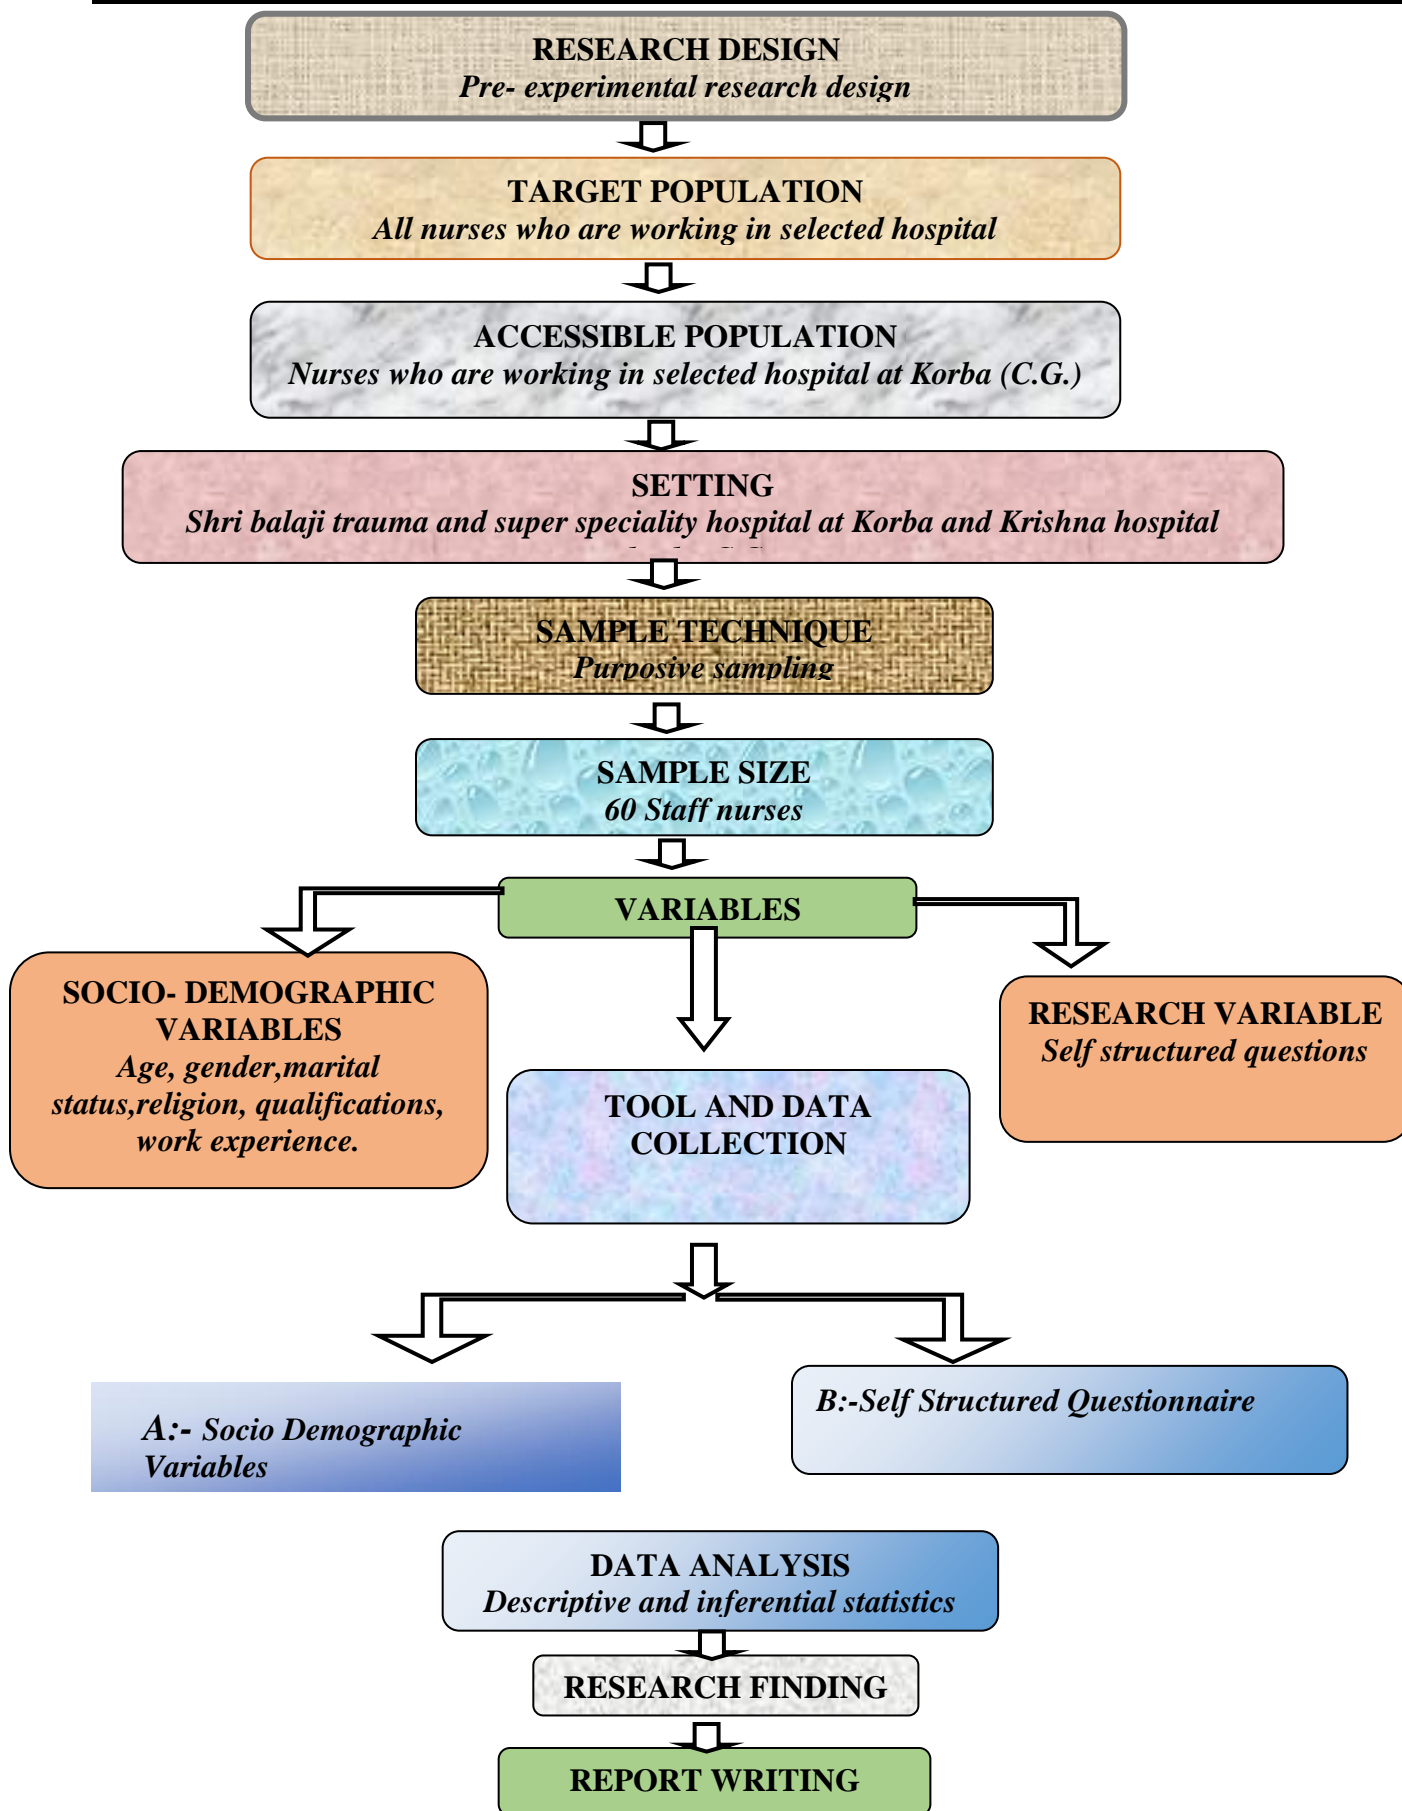 RESEARCH DESIGN
Pre- experimental research design
TARGET POPULATION
All nurses who are working in selected hospital
ACCESSIBLE POPULATION
Nurses who are working in selected hospital at Korba (C.G.)
SETTING
Shri balaji trauma and super speciality hospital at Korba and Krishna hospital
SAMPLE TECHNIQUE
Purposive sampling
SAMPLE SIZE
60 Staff nurses
VARIABLES
SOCIO- DEMOGRAPHIC
VARIABLES
Age, gender,marital
status,religion, qualifications,
work experience.
RESEARCH VARIABLE
Self structured questions
TOOL AND DATA
COLLECTION
A:- Socio Demographic
Variables
B:-Self Structured Questionnaire
DATA ANALYSIS
Descriptive and inferential statistics
RESEARCH FINDING
REPORT WRITING